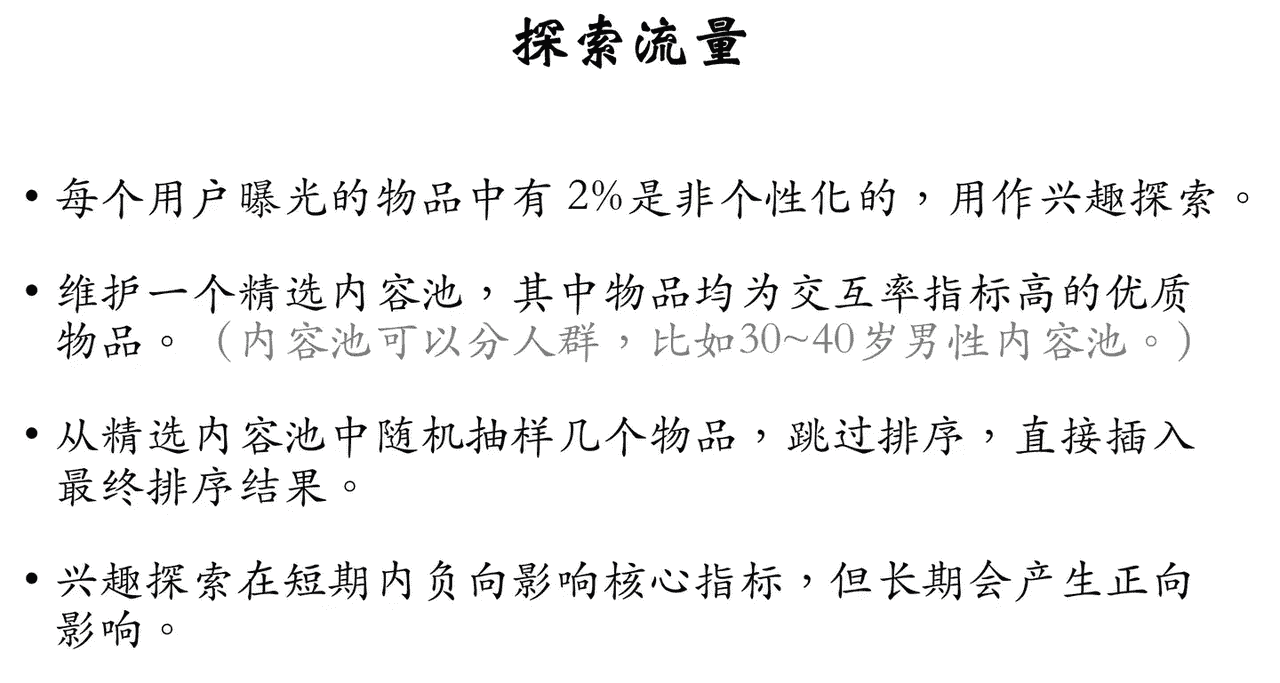 探索流量
• 每个用户曝光的物品中有 2%是非个性化的，用作兴趣探索。
• 维护一个精选内容池，其中物品均为交互率指标高的优质
物品。（内容池可以分人群，比如30~40岁男性内容池。）
• 从精选内容池中随机抽样几个物品，跳过排序，直接插入
最终排序结果。
• 兴趣探索在短期内负向影响核心指标，但长期会产生正向
影响。